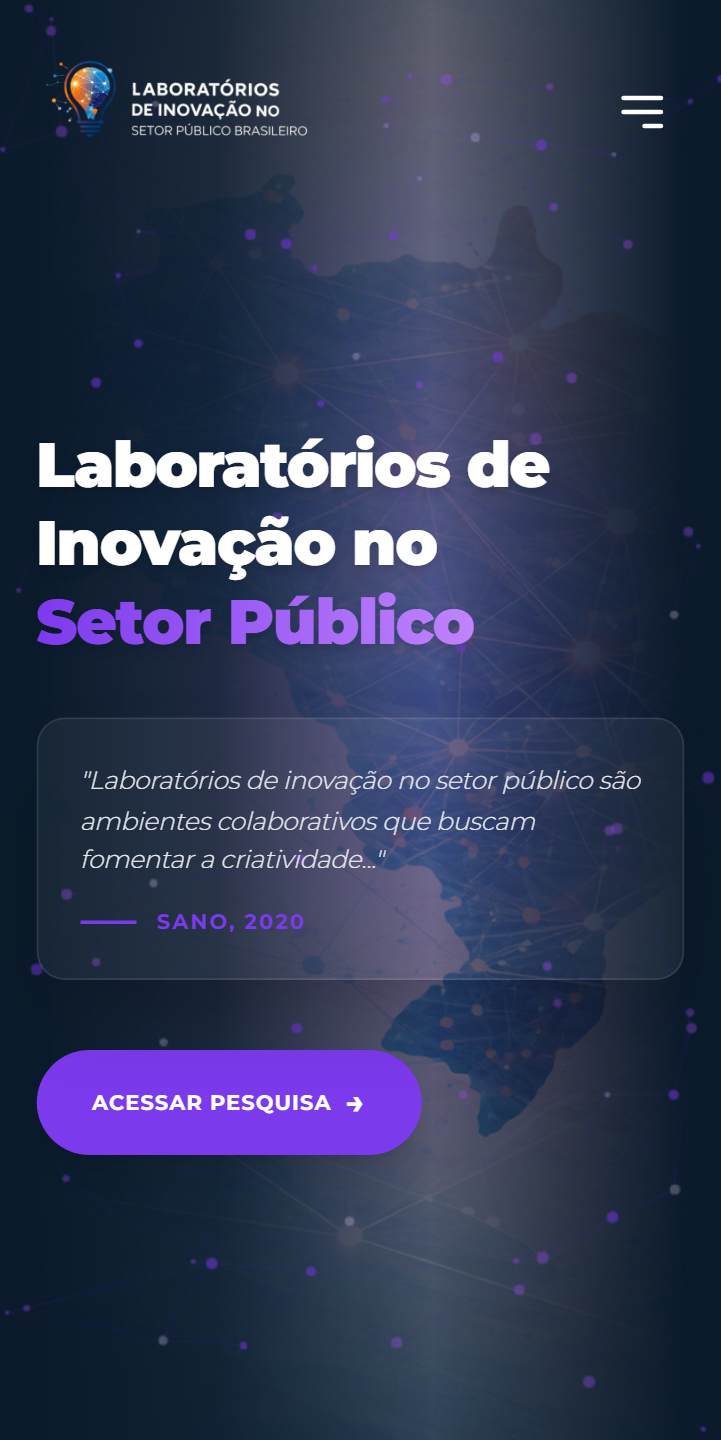 LABORATÓRIOS
DE INOVAÇÃO NO
SETOR PÚBLICO BRASILEIRO
Laboratórios de
Inovação no
Setor Público
"Laboratórios de inovação no setor público são
ambientes colaborativos que buscam
fomentar a criatividade..."
SANO, 2020
ACESSAR PESQUISA →